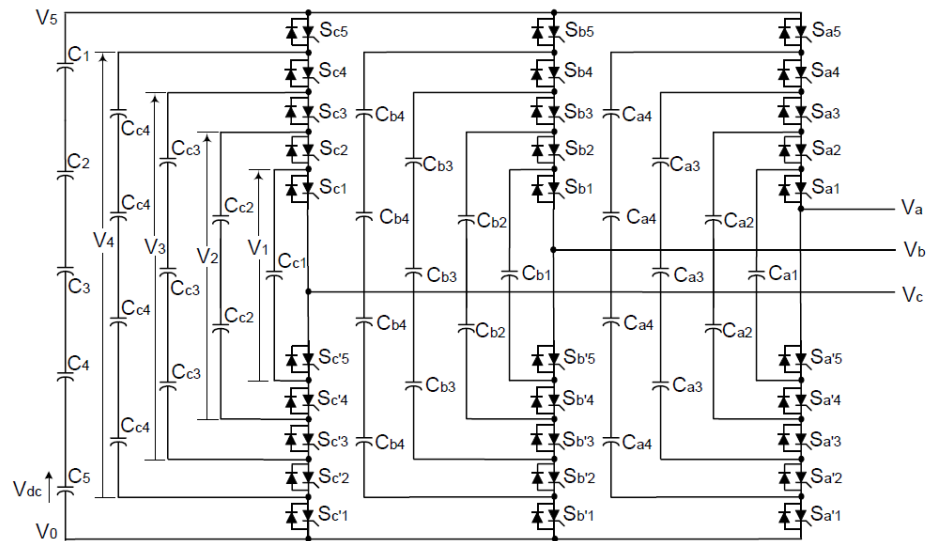 V5 Sc5 Sb5 Sa5
C1 Sc4 Sb4 Sa4
Cc4 Sc3 Cb4 Sb3 Ca4 Sa3
Cc3 Sc2 Cb3 Sb2 Ca3 Sa2
C2 Sc1 Sb1 Sa1
Cc4 Cc2 Cb4 Cb2 Ca4 Ca2 Va
V4 V3 V2 V1 Vb
C3 Cc3 Cc1 Cb3 Cb1 Ca3 Ca1
Vc
Cc4 Cc2 Cb4 Cb2 Ca4 Ca2
C4 Sc'5 Sb'5 Sa'5
Cc3 Sc'4 Cb3 Sb'4 Ca3 Sa'4
Cc4 Sc'3 Cb4 Sb'3 Ca4 Sa'3
C5 Sc'2 Sb'2 Sa'2
Vdc
Sc'1 Sb'1 Sa'1
V0